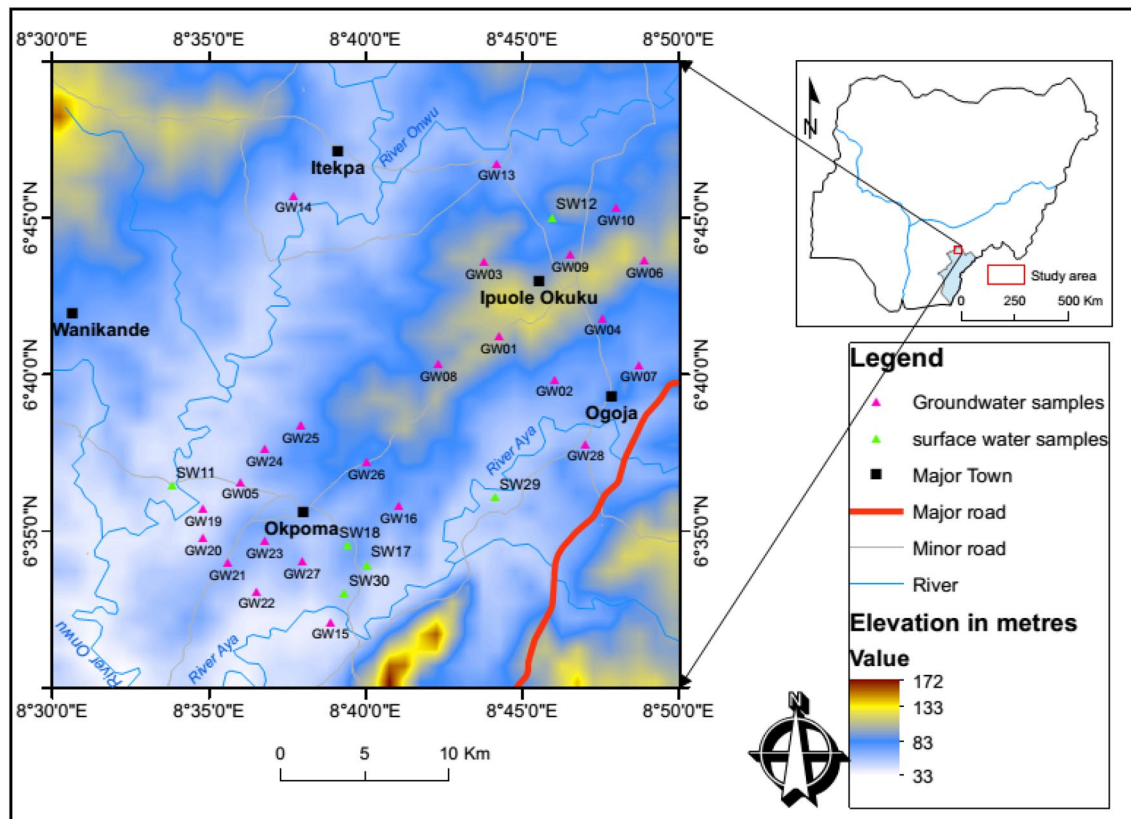 8°30'0"E 8°35'0"E 8°40'0"E 8°45'0"E 8°50'0"E
6°45'0"N
6°40'0"N
6°35'0"N
River Onwu
Itekpa
GW13
GW14
SW12
GW10
GW03
GW09
GW06
Ipuole Okuku
Wanikande
GW04
GW01
GW08
GW02
GW07
Ogoja
GW25
River Aya
GW24
GW28
GW26
SW11
GW05
SW29
GW19
GW16
Okpoma
SW18
GW20
GW23
SW17
GW21
GW27
SW30
GW22
GW15
River Onwu
River Aya
6°45'0"N
6°40'0"N
6°35'0"N
8°30'0"E 8°35'0"E 8°40'0"E 8°45'0"E 8°50'0"E
0 5 10 Km
N
Study area
0 250 500 Km
Legend
Groundwater samples
surface water samples
Major Town
Major road
Minor road
River
Elevation in metres
Value
172
133
83
33
N